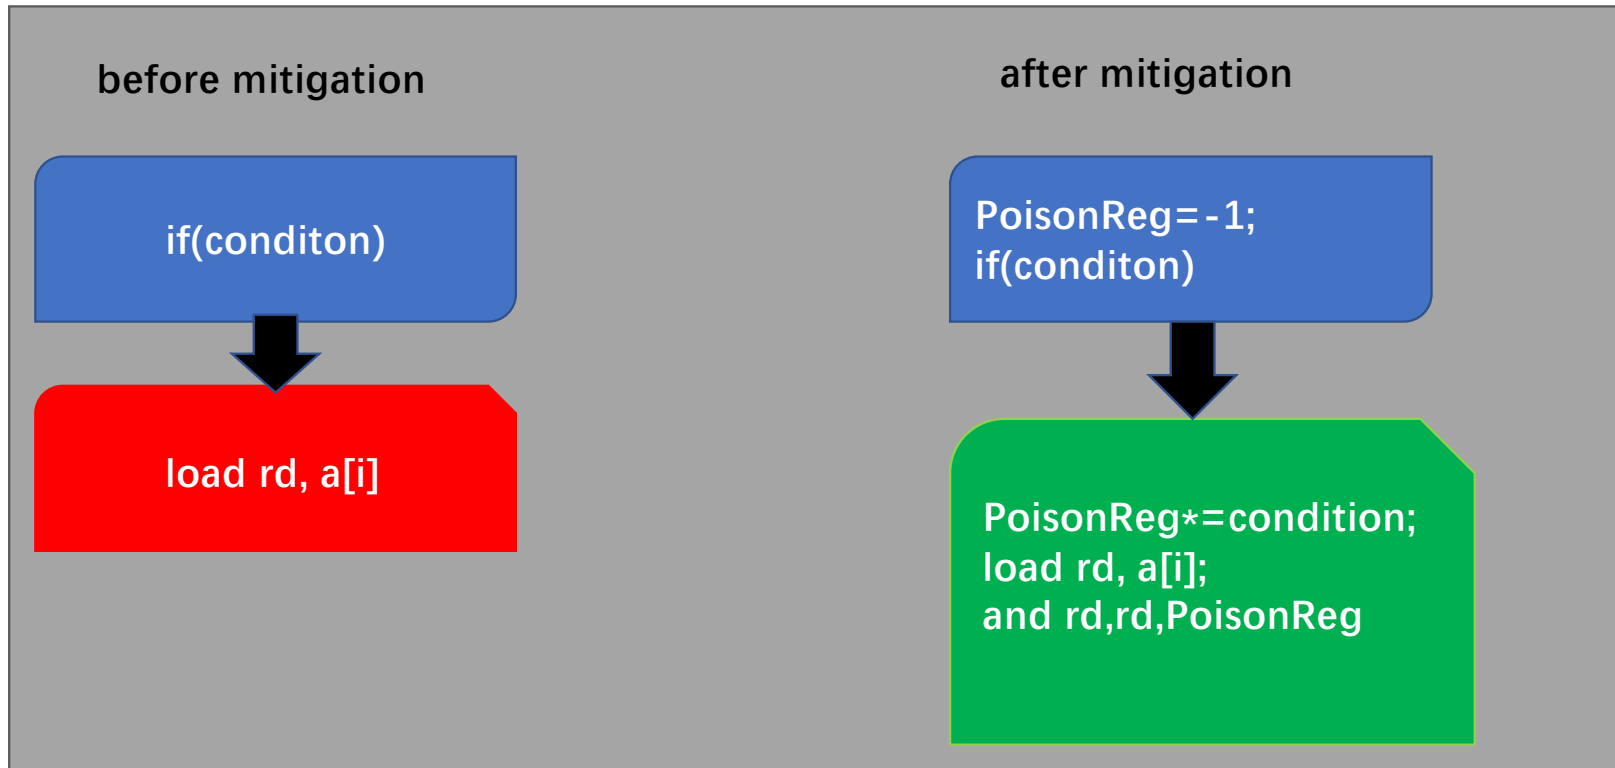 before mitigation
if(conditon)
load rd, a[i]
after mitigation
PoisonReg=-1;
if(conditon)
PoisonReg*=condition;
load rd, a[i];
and rd,rd,PoisonReg